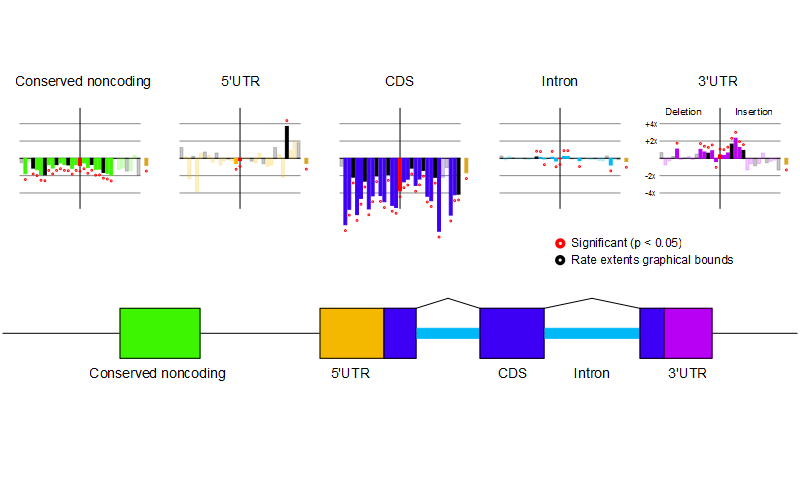 Conserved noncoding
5'UTR
CDS
Intron
3'UTR
Deletion
Insertion
+4x
+2x
-2x
-4x
Significant (p < 0.05)
Rate extents graphical bounds
Conserved noncoding
5'UTR
CDS
Intron
3'UTR